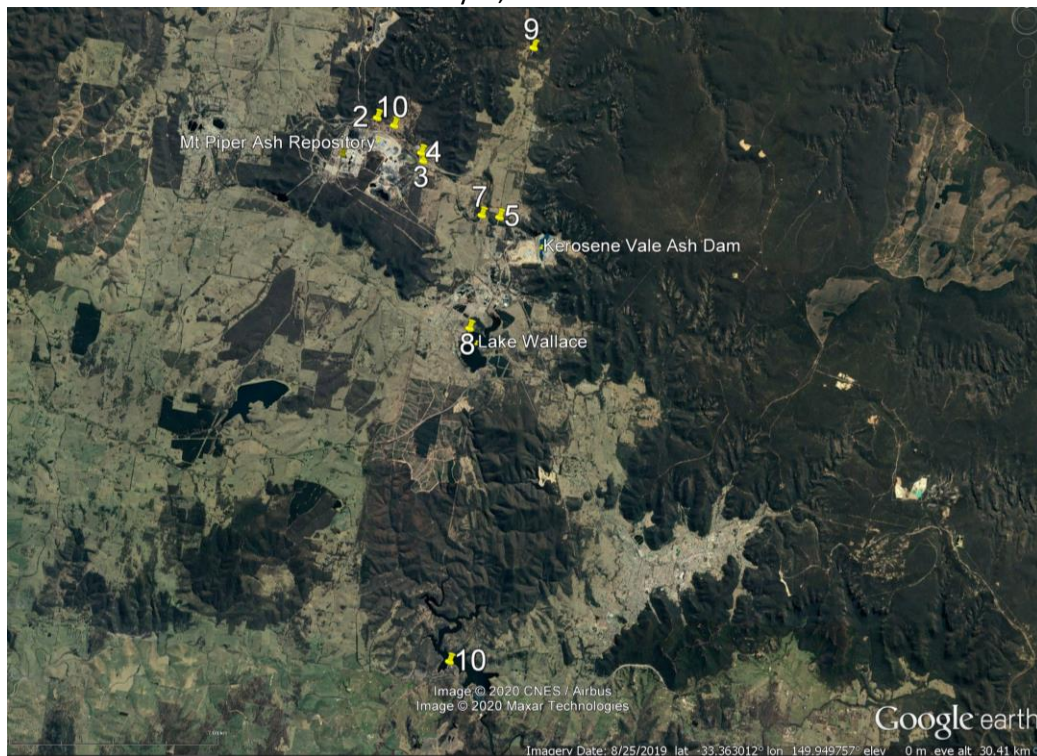 9
2 10
Mt Piper Ash Repository
4
3
7 5
Kerosene Vale Ash Dam
8 Lake Wallace
10
Image © 2020 CNES / Airbus
Image © 2020 Maxar Technologies
Google earth
Imagery Date: 8/25/2019 lat -33.363012° lon 149.949757° elev 0 m eye alt 30.41 km